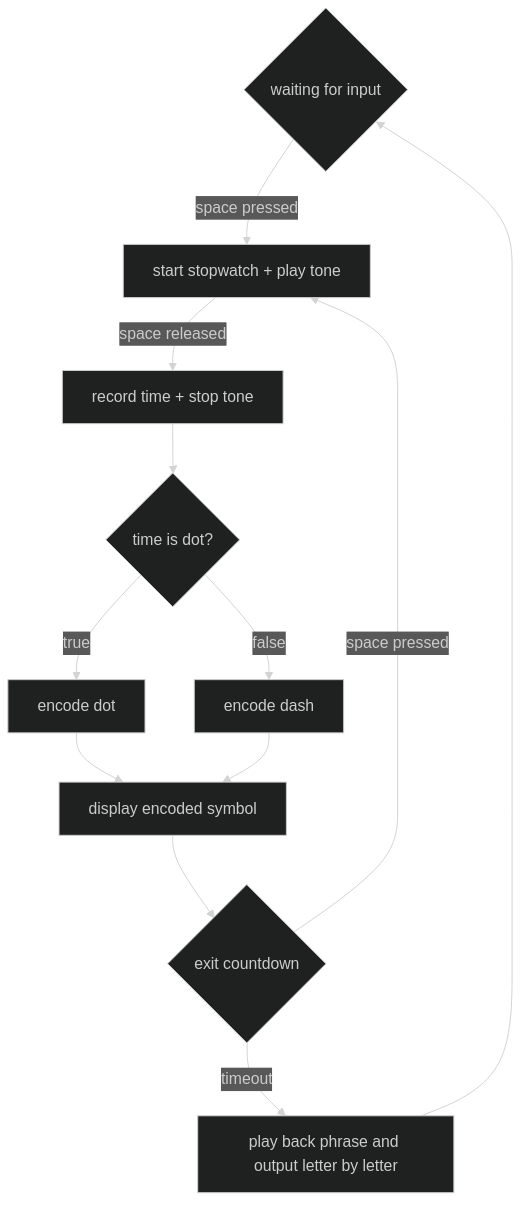 waiting for input
space pressed
start stopwatch + play tone
space released
record time + stop tone
time is dot?
true
false
space pressed
encode dot
encode dash
display encoded symbol
exit countdown
timeout
play back phrase and
output letter by letter